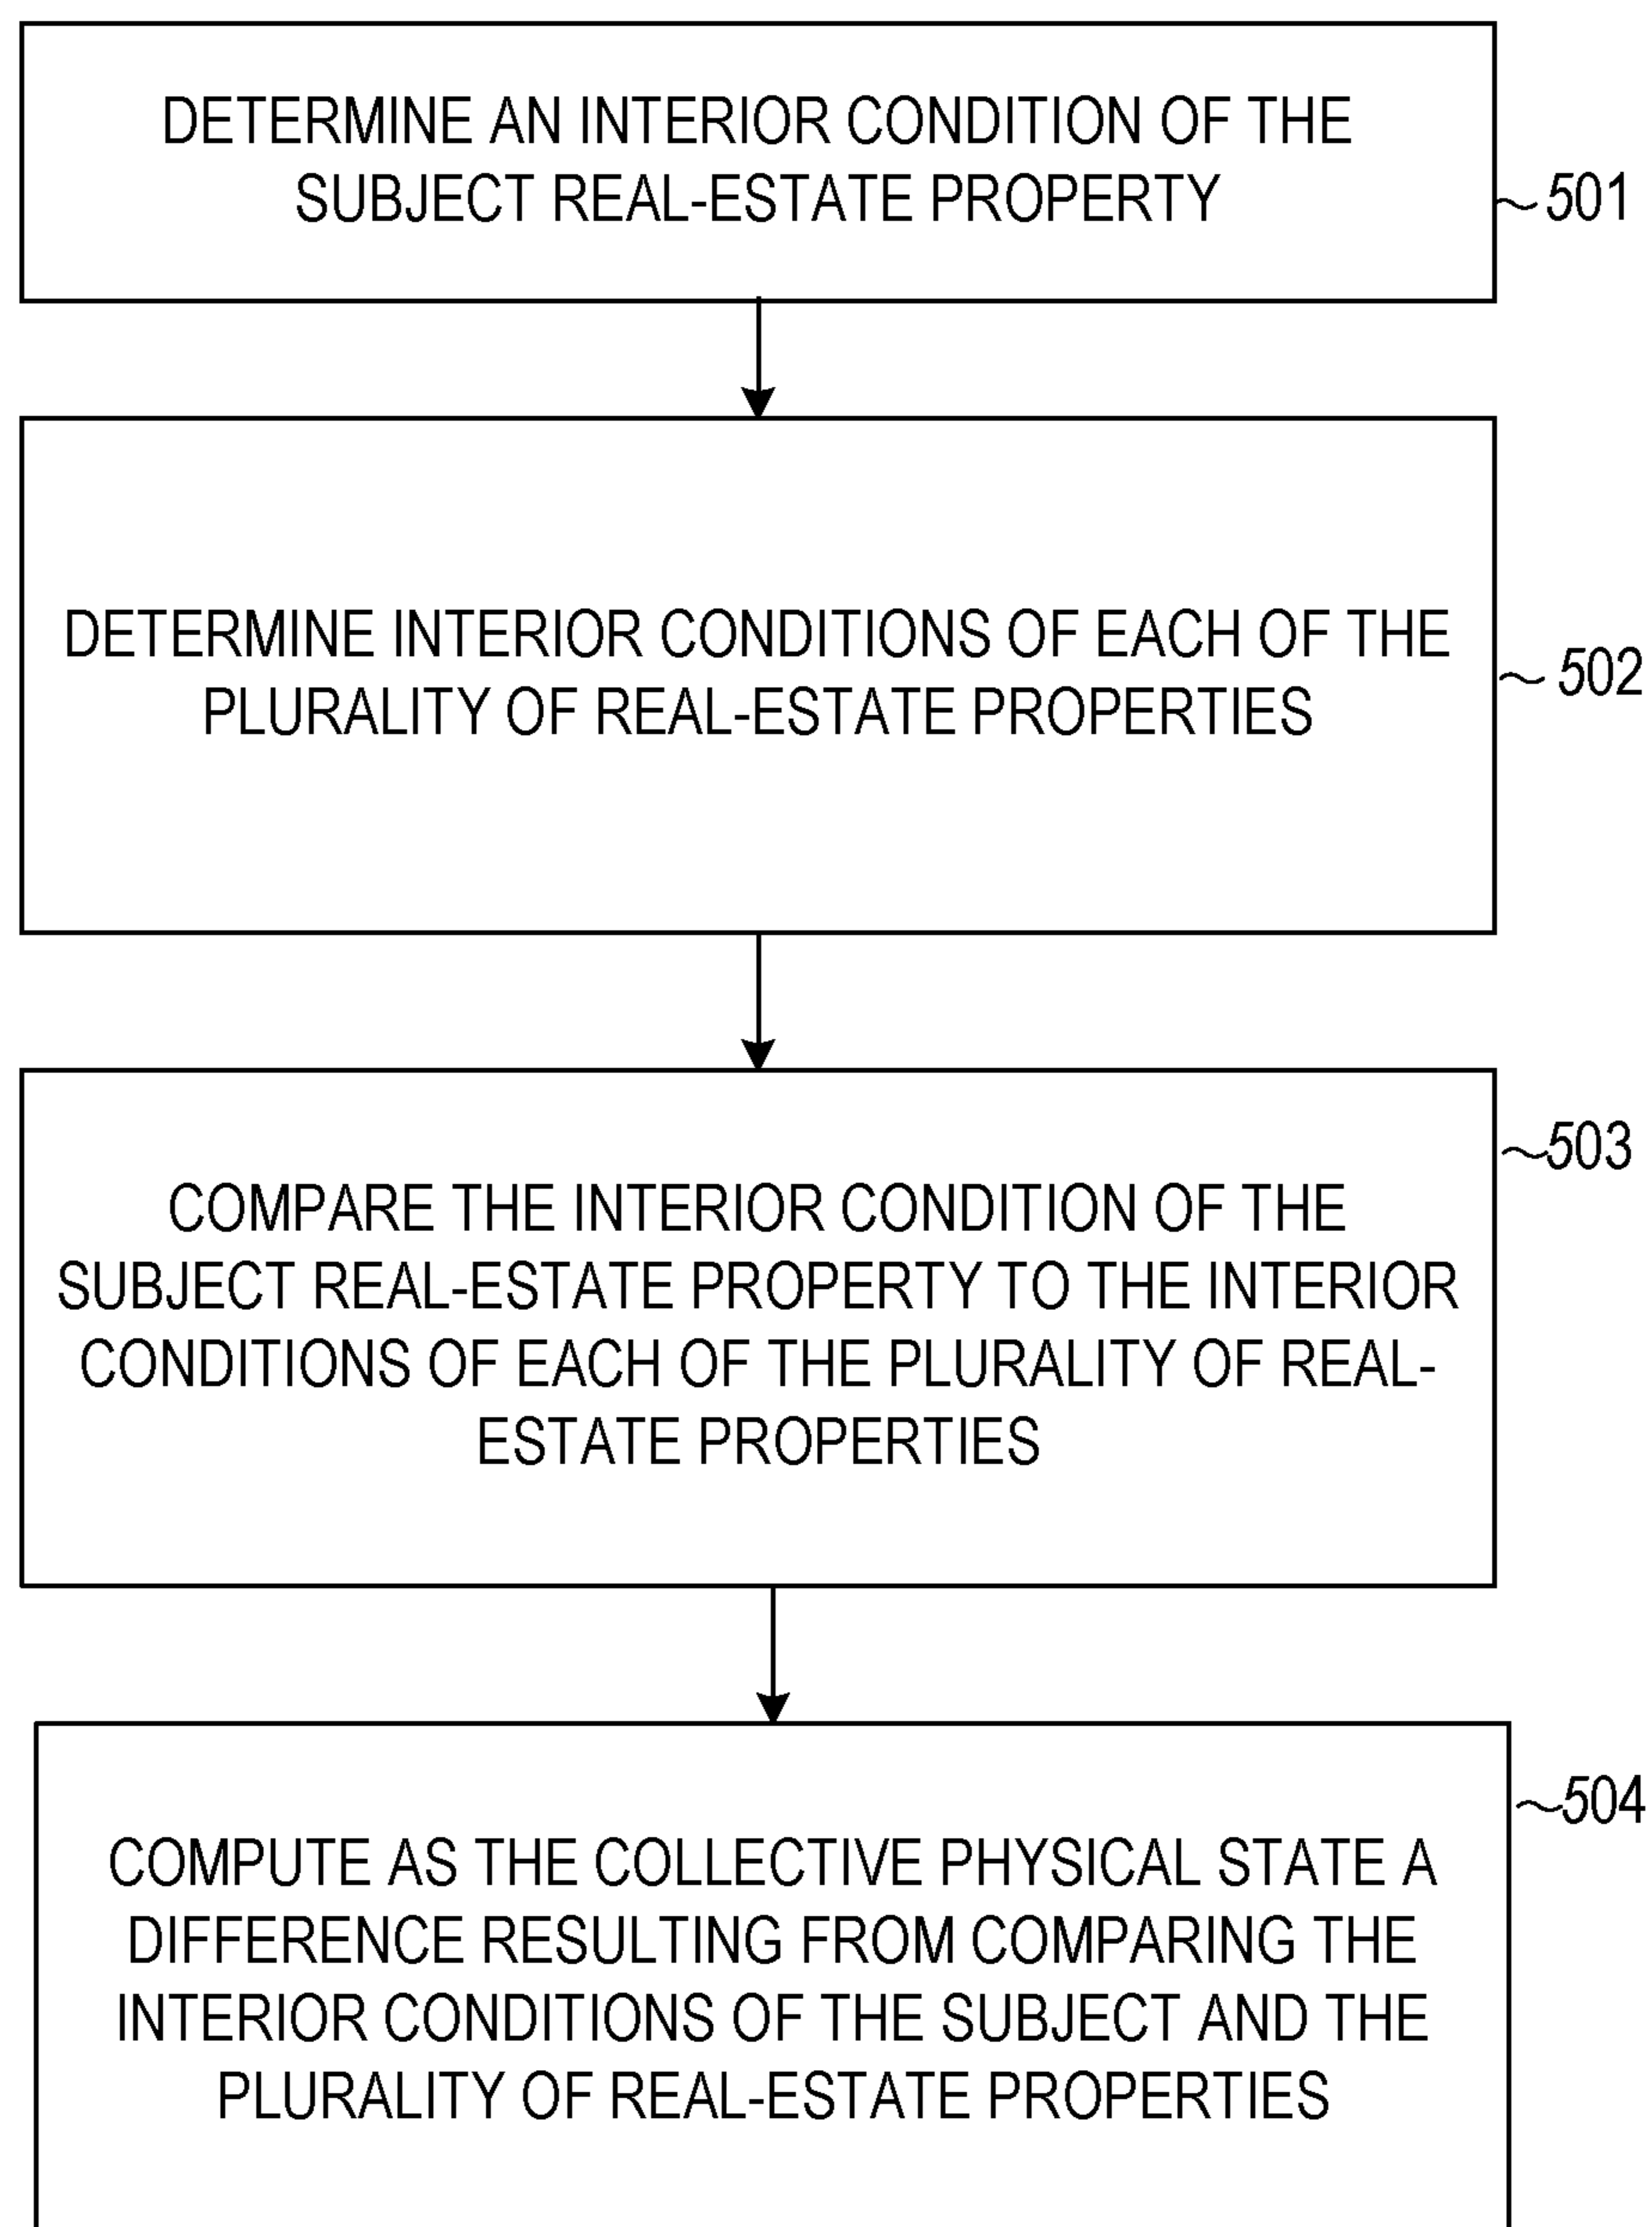 DETERMINE AN INTERIOR CONDITION OF THE
SUBJECT REAL-ESTATE PROPERTY
501
DETERMINE INTERIOR CONDITIONS OF EACH OF THE
PLURALITY OF REAL-ESTATE PROPERTIES
502
503
COMPARE THE INTERIOR CONDITION OF THE
SUBJECT REAL-ESTATE PROPERTY TO THE INTERIOR
CONDITIONS OF EACH OF THE PLURALITY OF REAL-
ESTATE PROPERTIES
504
COMPUTE AS THE COLLECTIVE PHYSICAL STATE A
DIFFERENCE RESULTING FROM COMPARING THE
INTERIOR CONDITIONS OF THE SUBJECT AND THE
PLURALITY OF REAL-ESTATE PROPERTIES